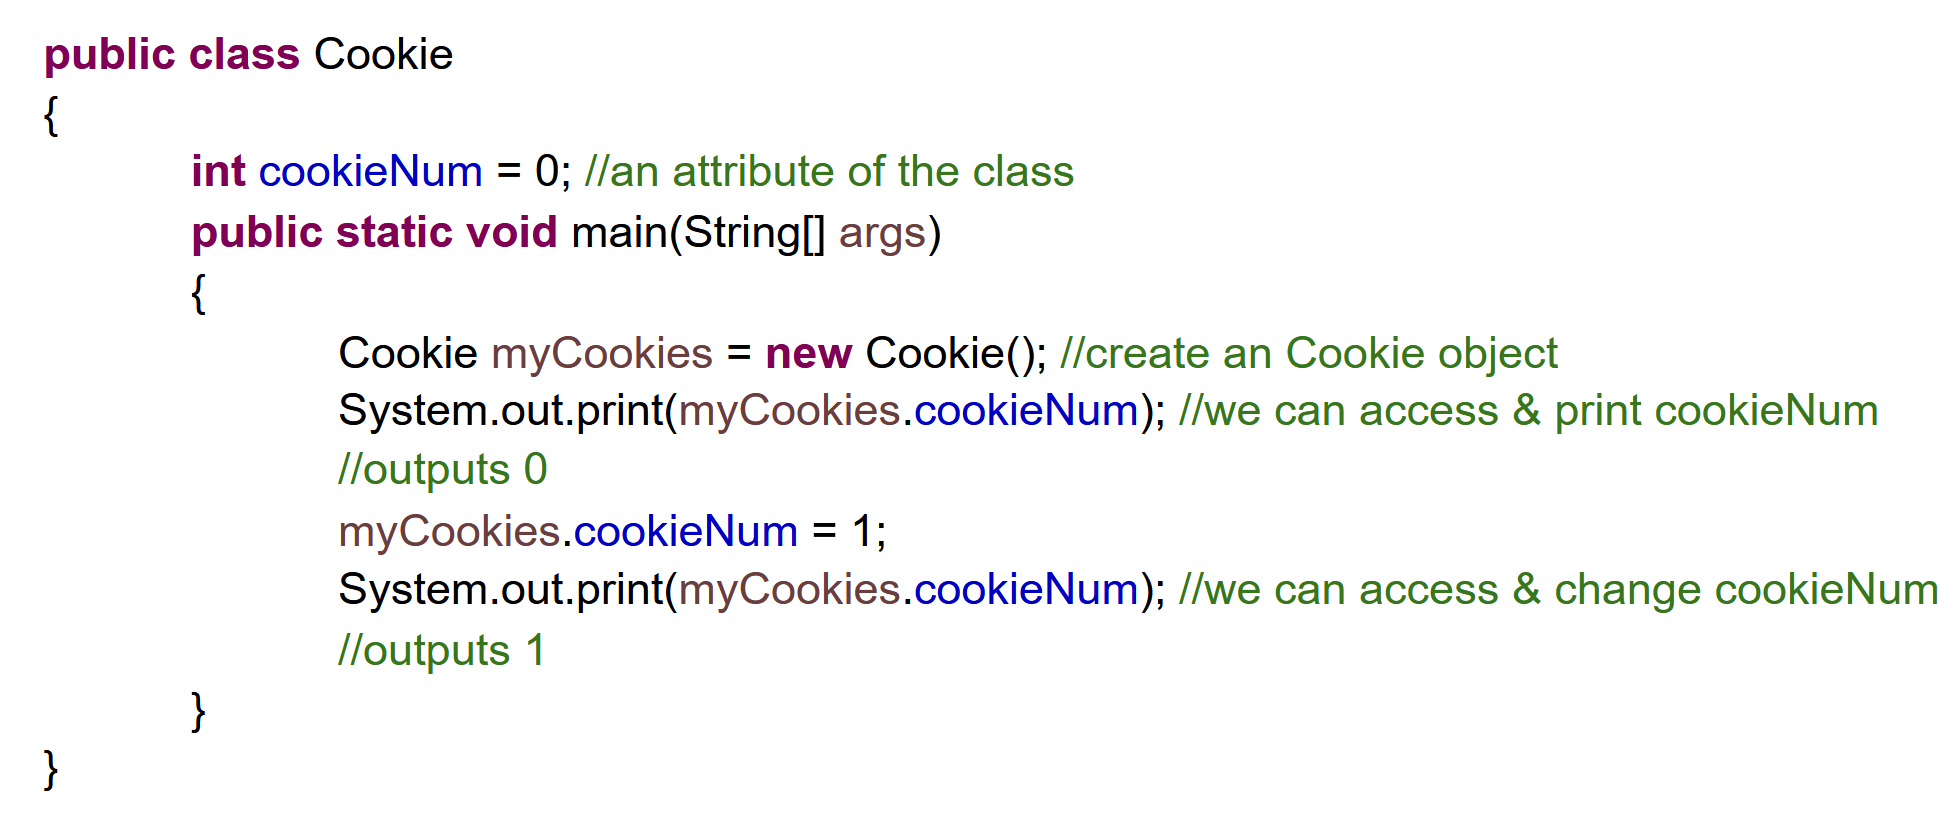 public class Cookie
{
int cookieNum = 0; //an attribute of the class
public static void main(String[] args)
{
Cookie myCookies = new Cookie(); //create an Cookie object
System.out.print(myCookies.cookieNum); //we can access & print cookieNum
//outputs 0
myCookies.cookieNum = 1;
System.out.print(myCookies.cookieNum); //we can access & change cookieNum
//outputs 1
}
}